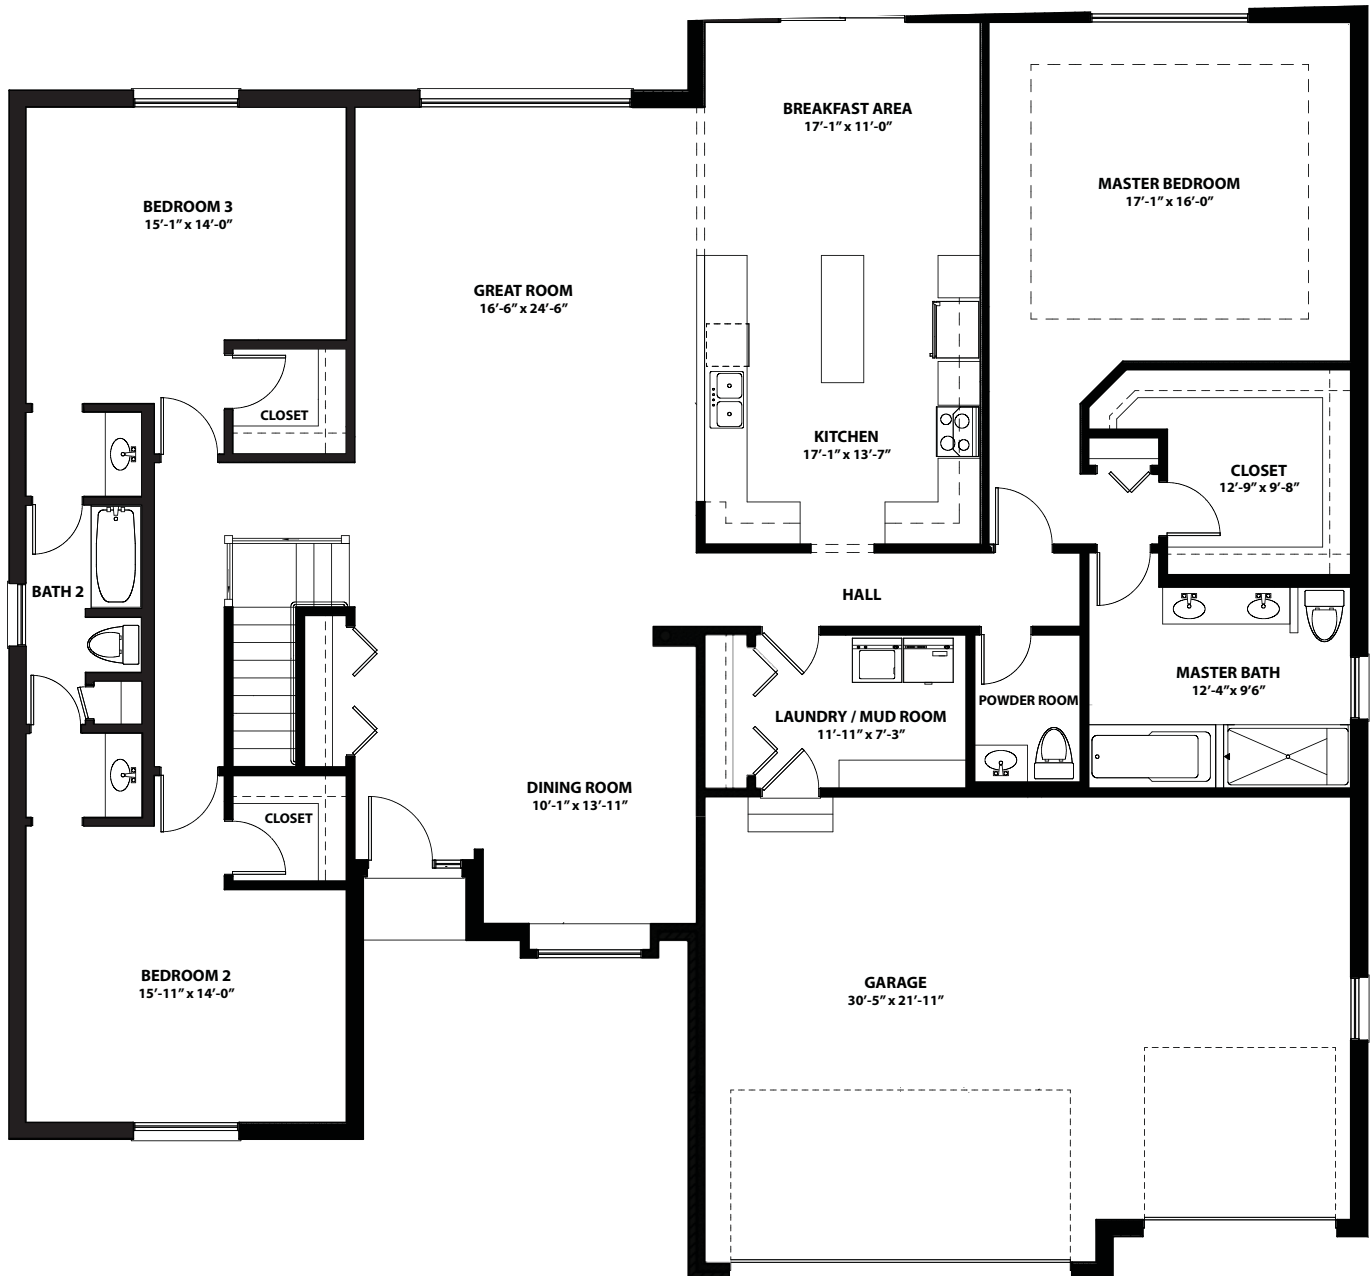 BREAKFAST AREA
17'-1" x 11'-0"
MASTER BEDROOM
17'-1" x 16'-0"
BEDROOM 3
15'-1" x 14'-0"
GREAT ROOM
16'-6" x 24'-6"
CLOSET
KITCHEN
17'-1" x 13'-7"
CLOSET
12'-9" x 9'-8"
BATH 2
HALL
MASTER BATH
12'-4"x 9'6"
POWDER ROOM
LAUNDRY / MUD ROOM
11'-11" x 7'-3"
DINING ROOM
10'-1" x 13'-11"
CLOSET
BEDROOM 2
15'-11" x 14'-0"
GARAGE
30'-5" x 21'-11"